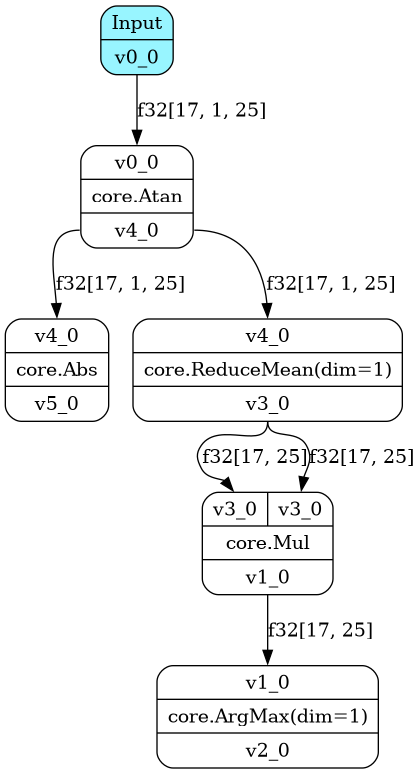 Input
v0_0
f32[17, 1, 25]
v0_0
core.Atan
v4_0
f32[17, 1, 25]
f32[17, 1, 25]
v4_0
core.Abs
v5_0
v4_0
core.ReduceMean(dim=1)
v3_0
f32[17, 25]
f32[17, 25]
v3_0
v3_0
core.Mul
v1_0
f32[17, 25]
v1_0
core.ArgMax(dim=1)
v2_0